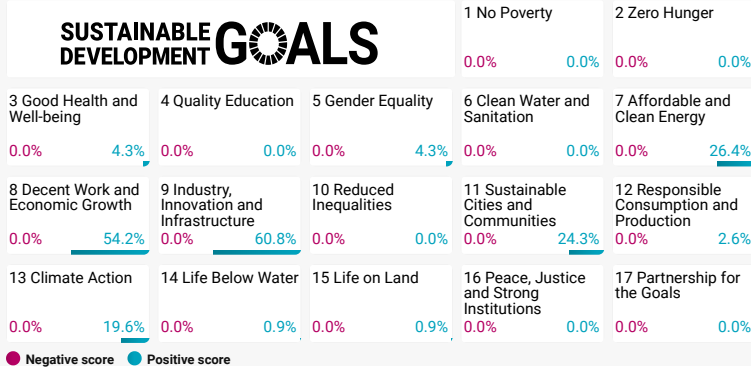 SUSTAINABLE
DEVELOPMENT GOALS
1 No Poverty
0.0% 0.0%
2 Zero Hunger
0.0% 0.0%
3 Good Health and
Well-being
0.0% 4.3%
4 Quality Education
0.0% 0.0%
5 Gender Equality
0.0% 4.3%
6 Clean Water and
Sanitation
0.0% 0.0%
7 Affordable and
Clean Energy
0.0% 26.4%
8 Decent Work and
Economic Growth
0.0% 54.2%
9 Industry,
Innovation and
Infrastructure
0.0% 60.8%
10 Reduced
Inequalities
0.0% 0.0%
11 Sustainable
Cities and
Communities
0.0% 24.3%
12 Responsible
Consumption and
Production
0.0% 2.6%
13 Climate Action
0.0% 19.6%
14 Life Below Water
0.0% 0.9%
15 Life on Land
0.0% 0.9%
16 Peace, Justice
and Strong
Institutions
0.0% 0.0%
17 Partnership for
the Goals
0.0% 0.0%
Negative score Positive score